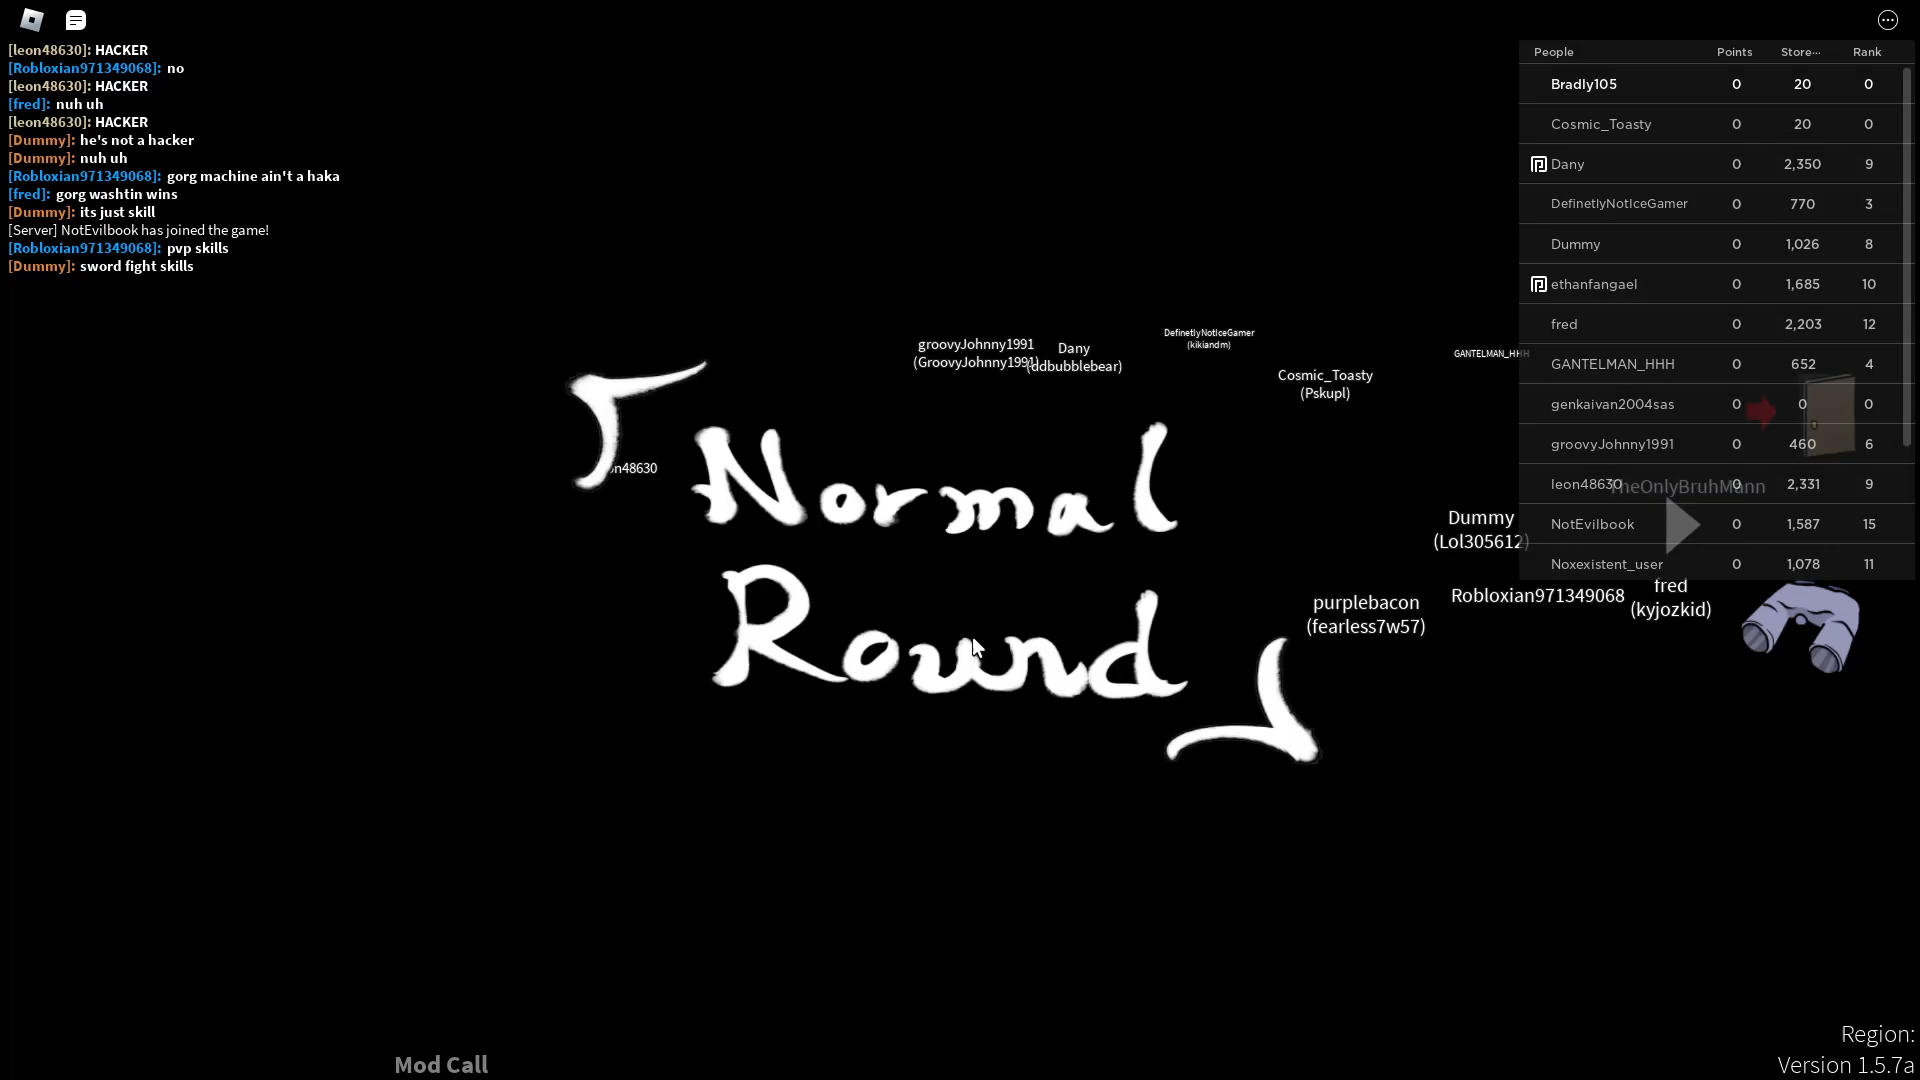 [leon48630]: HACKER
[Robloxian971349068]: no
[leon48630]: HACKER
[fred]: nuh uh
[leon48630]: HACKER
[Dummy]: he's not a hacker
[Dummy]: nuh uh
[Robloxian971349068]: gorg machine ain't a haka
[fred]: gorg washtin wins
[Dummy]: its just skill
[Server] NotEvilbook has joined the game!
[Robloxian971349068]: pvp skills
[Dummy]: sword fight skills
People Points Store... Rank
Bradly105 0 20 0
Cosmic_Toasty 0 20 0
Dany 0 2,350 9
DefinetlyNotIceGamer 0 770 3
Dummy 0 1,026 8
ethanfangael 0 1,685 10
fred 0 2,203 12
GANTELMAN_HHH 0 652 4
genkaivan2004sas 0 0 0
groovyJohnny1991 0 460 6
leon48630 0 2,331 9
NotEvilbook 0 1,587 15
Noxexistent_user 0 1,078 11
TheOnlyBruhMann
groovyJohnny1991
(GroovyJohnny1991)
Dany
(ddbubblebear)
DefinetlyNotIceGamer
(kikiandm)
Cosmic_Toasty
(Pskupl)
GANTELMAN_HHH
n48630
Normal
Round
Dummy
(Lol305612)
purplebacon
(fearless7w57)
Robloxian971349068
fred
(kyjozkid)
Mod Call
Region:
Version 1.5.7a